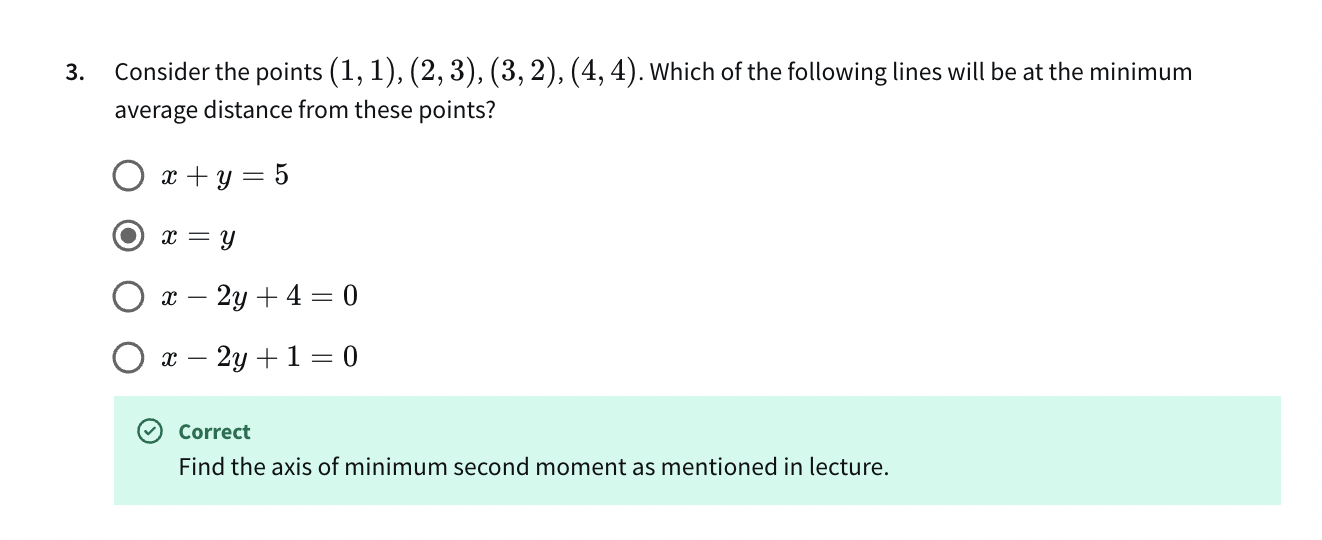 3. Consider the points (1, 1), (2, 3), (3, 2), (4, 4). Which of the following lines will be at the minimum
average distance from these points?
x + y = 5
x = y
x − 2y + 4 = 0
x − 2y + 1 = 0
Correct
Find the axis of minimum second moment as mentioned in lecture.